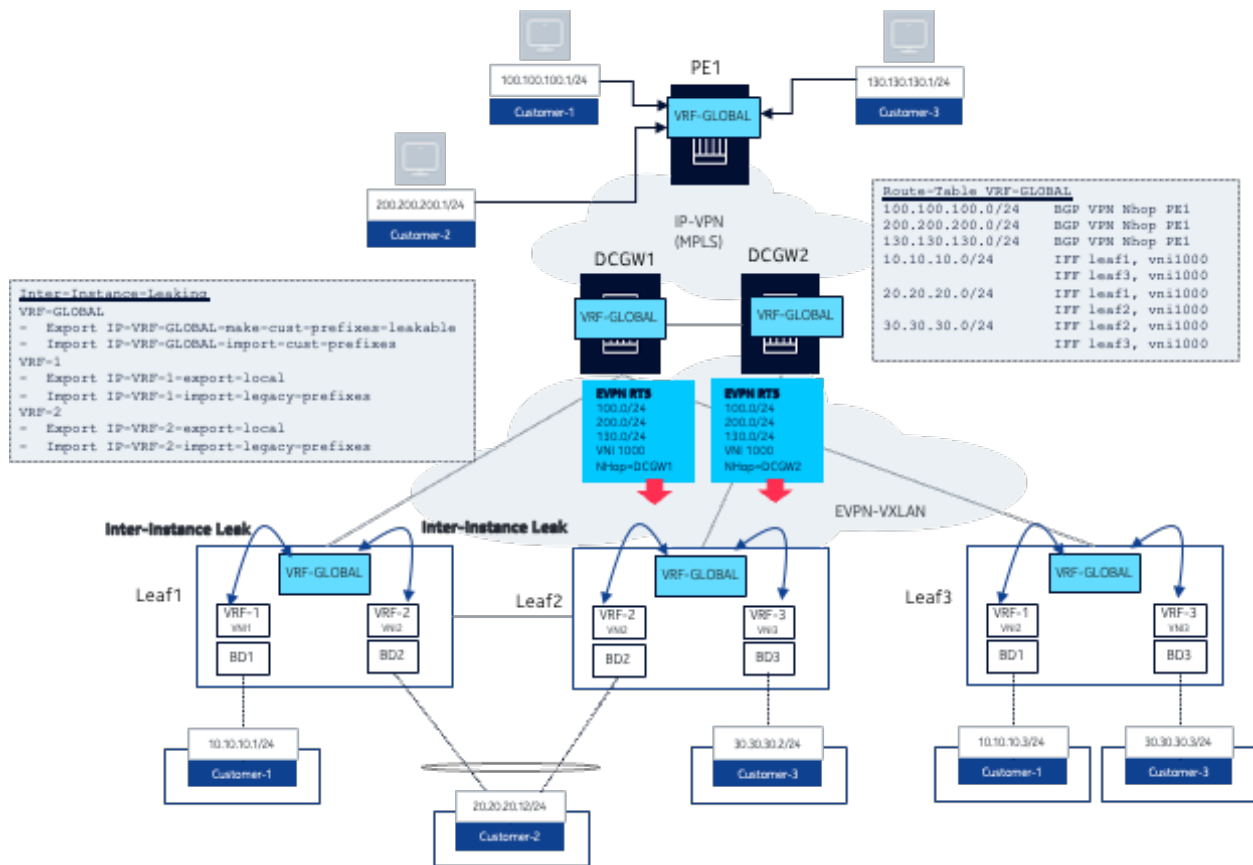 PE1
100.100.100.1/24
Customer-1
130.130.130.1/24
Customer-3
VRF-GLOBAL
200.200.200.1/24
Customer-2
IP-VPN
(MPLS)
Route-Table VRF-GLOBAL
100.100.100.0/24 BGP VPN Nhop PE1
200.200.200.0/24 BGP VPN Nhop PE1
130.130.130.0/24 BGP VPN Nhop PE1
10.10.10.0/24 IFF leaf1, vni1000
IFF leaf3, vni1000
20.20.20.0/24 IFF leaf1, vni1000
IFF leaf2, vni1000
30.30.30.0/24 IFF leaf2, vni1000
IFF leaf3, vni1000
DCGW1
DCGW2
VRF-GLOBAL
VRF-GLOBAL
Inter-Instance-Leaking
VRF-GLOBAL
- Export IP-VRF-GLOBAL-make-cust-prefixes-leakable
- Import IP-VRF-GLOBAL-import-cust-prefixes
VRF-1
- Export IP-VRF-1-export-local
- Import IP-VRF-1-import-legacy-prefixes
VRF-2
- Export IP-VRF-2-export-local
- Import IP-VRF-2-import-legacy-prefixes
EVPN RT5
100.0/24
200.0/24
130.0/24
VNI 1000
NHop=DCGW1
EVPN RT5
100.0/24
200.0/24
130.0/24
VNI 1000
NHop=DCGW2
EVPN-VXLAN
Inter-Instance Leak
Inter-Instance Leak
Leaf1
VRF-GLOBAL
VRF-1
VNI1
BD1
VRF-2
VNI2
BD2
Leaf2
VRF-GLOBAL
VRF-2
VNI2
BD2
VRF-3
VNI3
BD3
Leaf3
VRF-GLOBAL
VRF-1
VNI2
BD1
VRF-3
VNI3
BD3
10.10.10.1/24
Customer-1
20.20.20.12/24
Customer-2
30.30.30.2/24
Customer-3
10.10.10.3/24
Customer-1
30.30.30.3/24
Customer-3